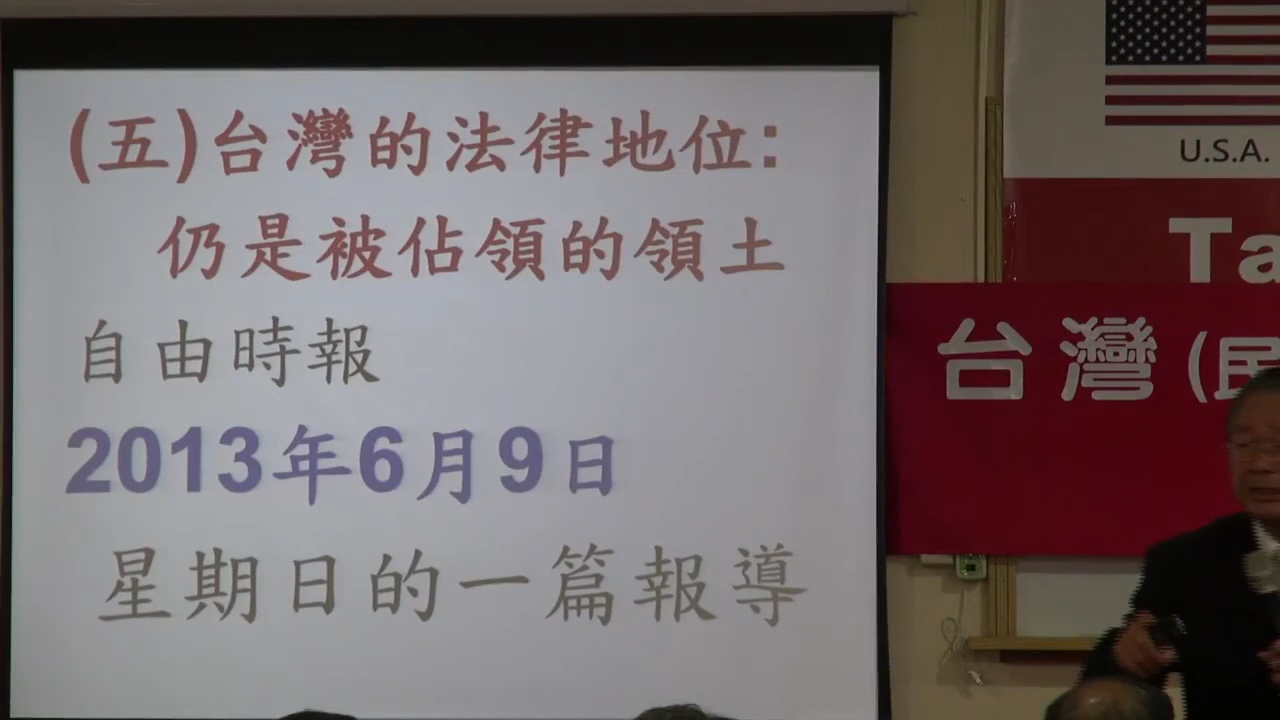 (五)台灣的法律地位:
仍是被佔領的領土
自由時報
2013年6月9日
星期日的一篇報導
U.S.A.
Ta
台灣(民